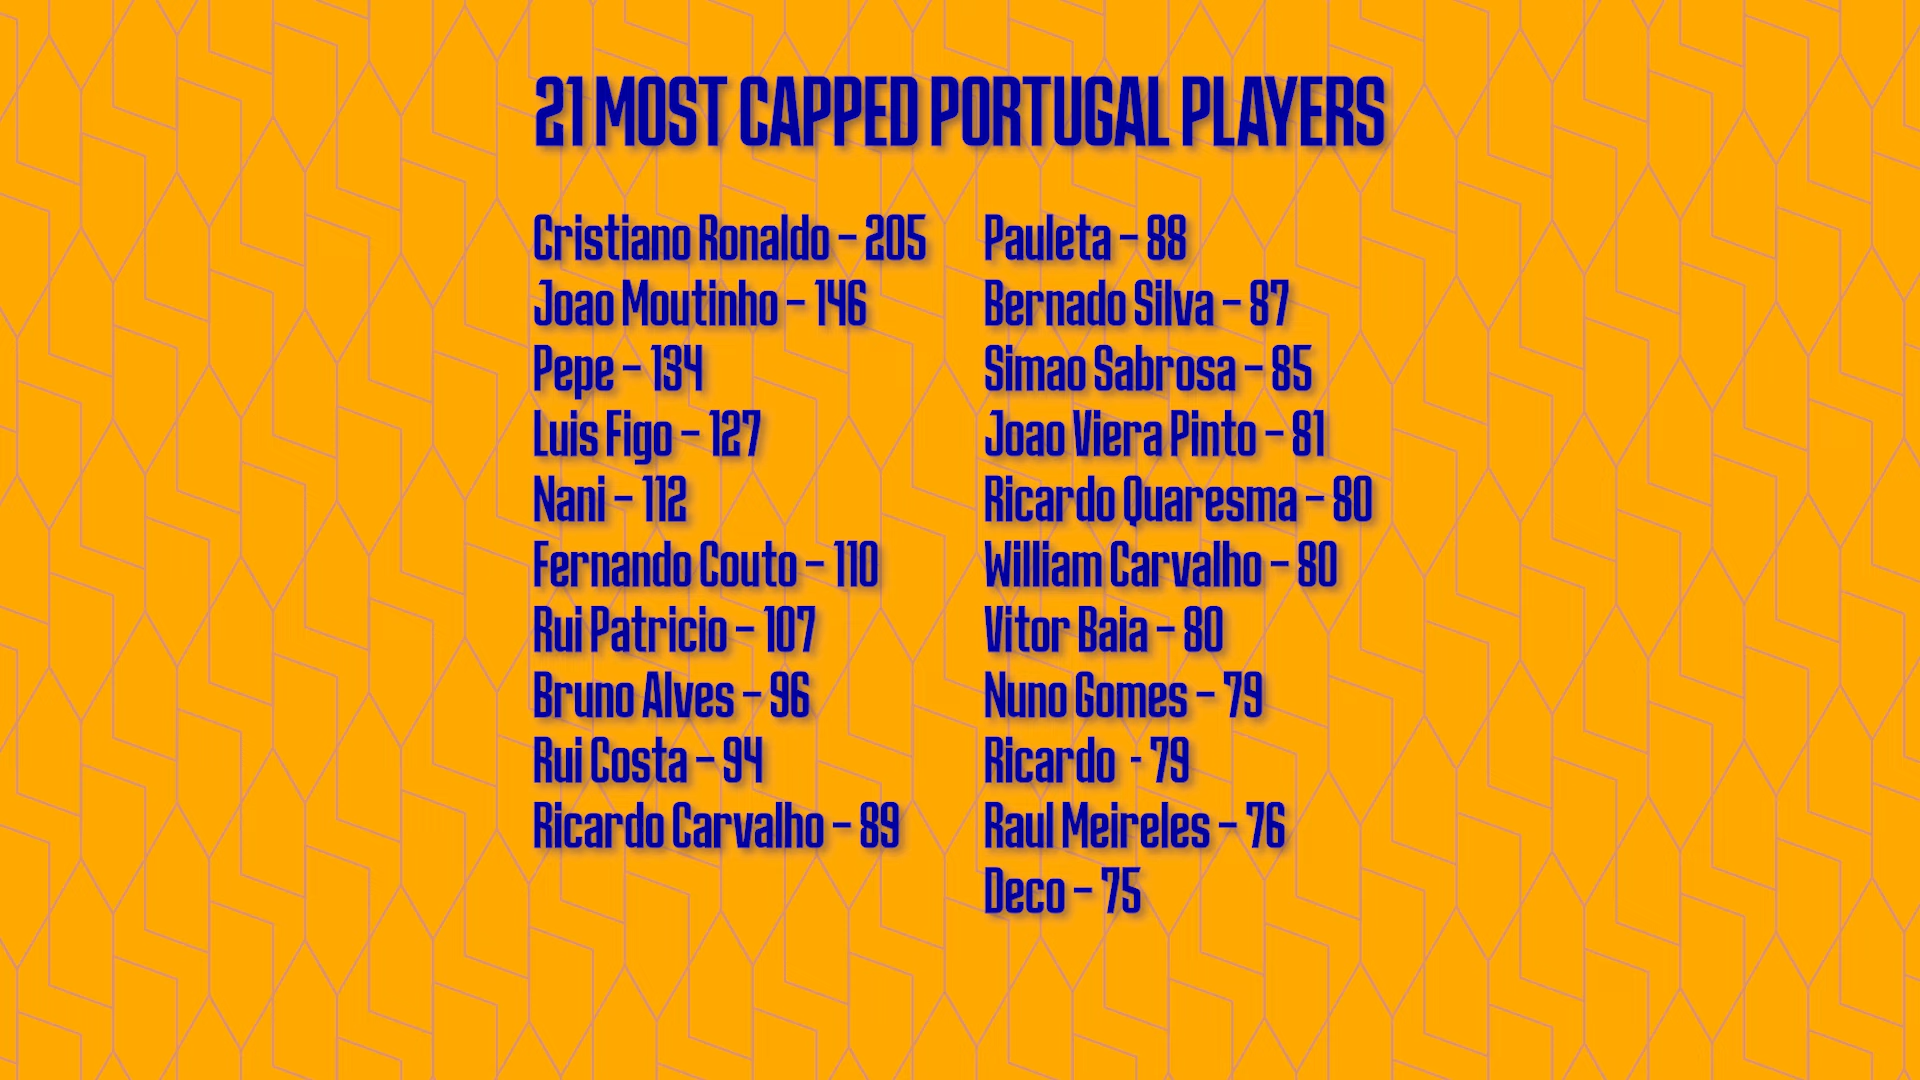 21 MOST CAPPED PORTUGAL PLAYERS
Cristiano Ronaldo – 205
Joao Moutinho – 146
Pepe – 134
Luis Figo – 127
Nani – 112
Fernando Couto – 110
Rui Patricio – 107
Bruno Alves – 96
Rui Costa – 94
Ricardo Carvalho – 89
Pauleta – 88
Bernado Silva – 87
Simao Sabrosa – 85
Joao Viera Pinto – 81
Ricardo Quaresma – 80
William Carvalho – 80
Vitor Baia – 80
Nuno Gomes – 79
Ricardo - 79
Raul Meireles – 76
Deco – 75